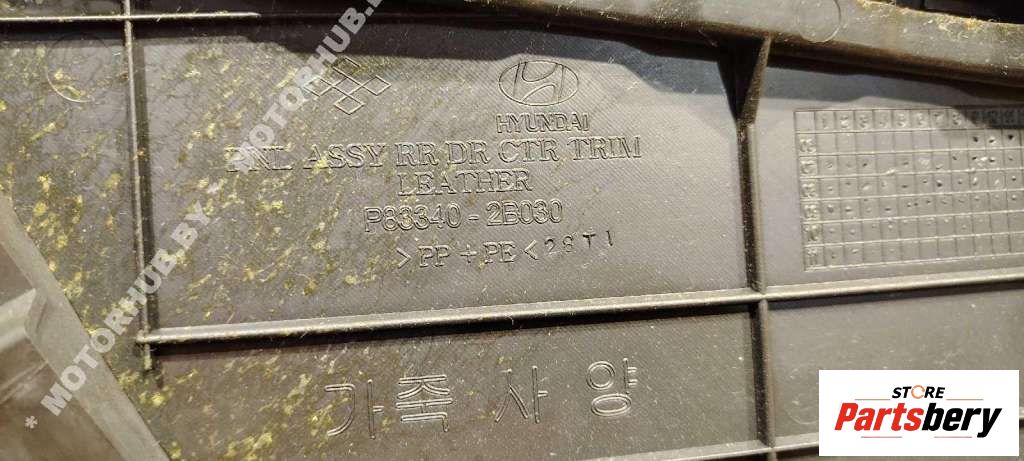 HYUNDAI
PNL ASSY RR DR CTR TRIM
LEATHER
P83340-2B030
>PP+PE<28T1
가죽 사양
* MOTORHUB.BY * MOTORHUB.BY
STORE
Partsbery